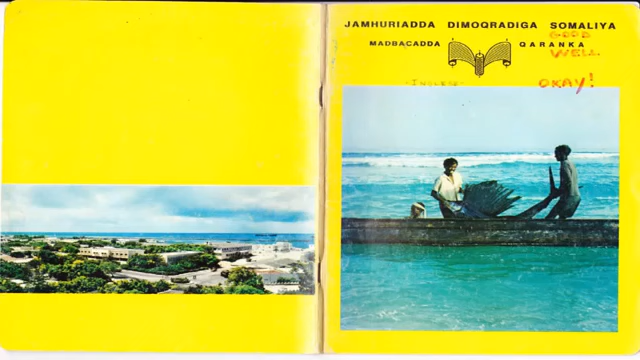 JAMHURIADDA DIMOQRADIGA SOMALIYA
MADBACADDA QARANKA
GOOD
WELL
-INGLESE-
OKAY!